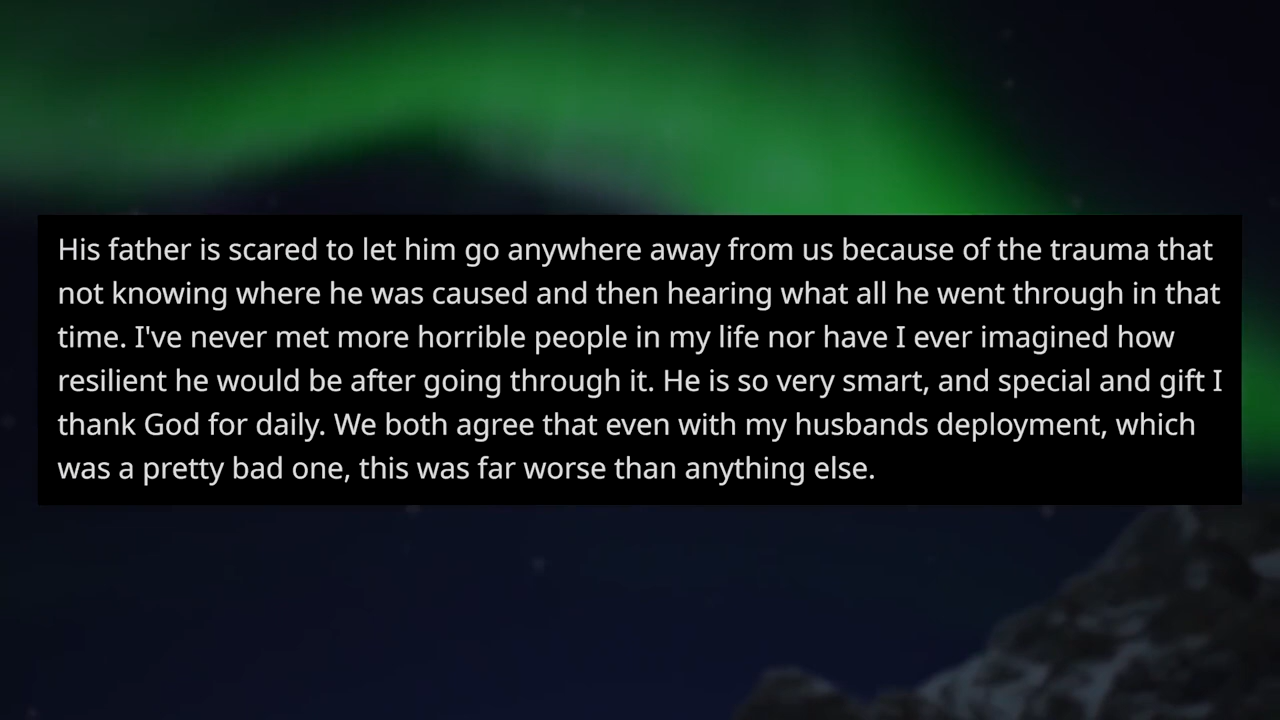 His father is scared to let him go anywhere away from us because of the trauma that
not knowing where he was caused and then hearing what all he went through in that
time. I've never met more horrible people in my life nor have I ever imagined how
resilient he would be after going through it. He is so very smart, and special and gift I
thank God for daily. We both agree that even with my husbands deployment, which
was a pretty bad one, this was far worse than anything else.